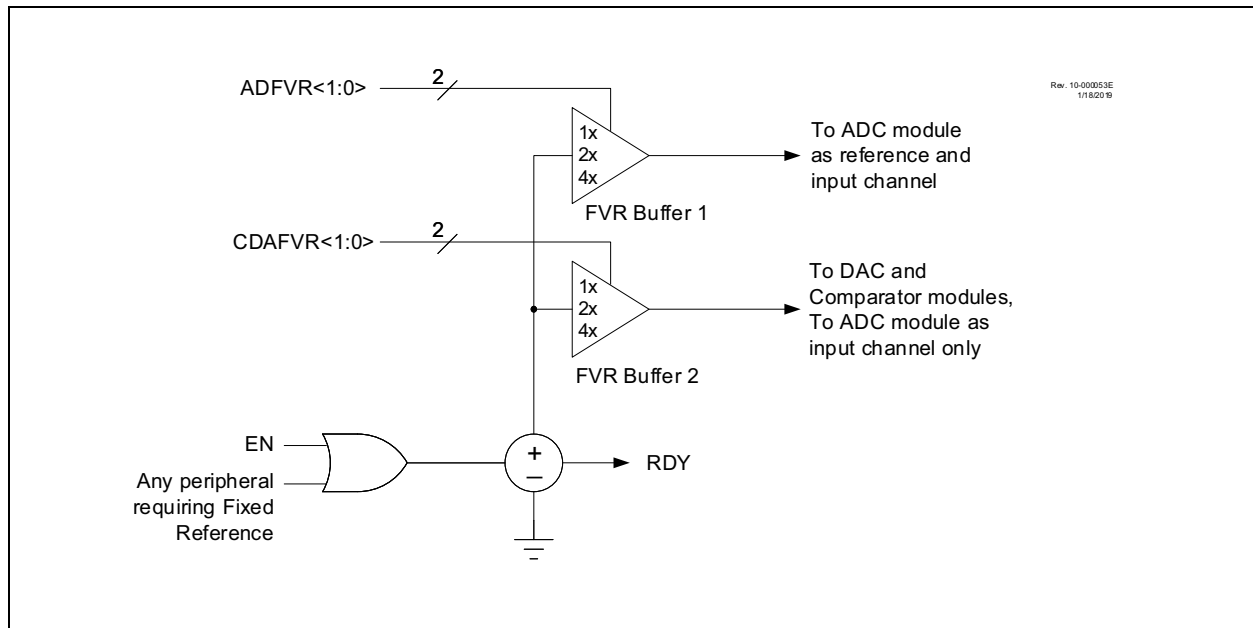 ADFVR<1:0>
2
Rev. 10-000053E
1/18/2019
1x
2x
4x
FVR Buffer 1
To ADC module
as reference and
input channel
CDAFVR<1:0>
2
1x
2x
4x
FVR Buffer 2
To DAC and
Comparator modules,
To ADC module as
input channel only
EN
Any peripheral
requiring Fixed
Reference
+
−
RDY